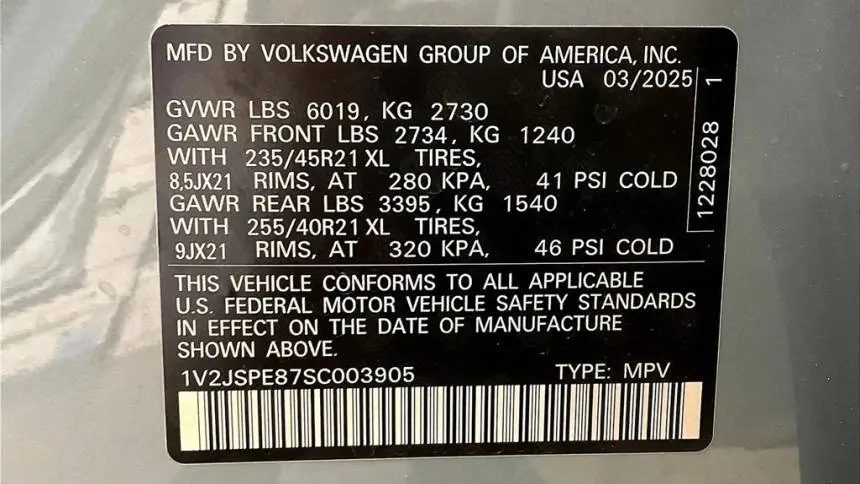 MFD BY VOLKSWAGEN GROUP OF AMERICA, INC.
USA 03/2025
GVWR LBS 6019, KG 2730
GAWR FRONT LBS 2734, KG 1240
WITH 235/45R21 XL TIRES,
8,5JX21 RIMS, AT 280 KPA, 41 PSI COLD
GAWR REAR LBS 3395, KG 1540
WITH 255/40R21 XL TIRES,
9JX21 RIMS, AT 320 KPA, 46 PSI COLD
1228028 1
THIS VEHICLE CONFORMS TO ALL APPLICABLE
U.S. FEDERAL MOTOR VEHICLE SAFETY STANDARDS
IN EFFECT ON THE DATE OF MANUFACTURE
SHOWN ABOVE.
1V2JSPE87SC003905 TYPE: MPV